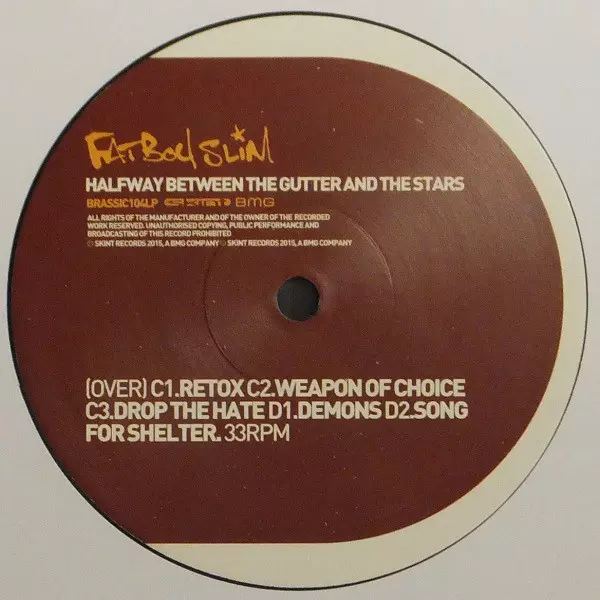 FATBOY SLIM
HALFWAY BETWEEN THE GUTTER AND THE STARS
BRASSIC104LP BMG
ALL RIGHTS OF THE MANUFACTURER AND OF THE OWNER OF THE RECORDED
WORK RESERVED. UNAUTHORISED COPYING, PUBLIC PERFORMANCE AND
BROADCASTING OF THIS RECORD PROHIBITED
℗ SKINT RECORDS 2015, A BMG COMPANY © SKINT RECORDS 2015, A BMG COMPANY
(OVER) C1.RETOX C2.WEAPON OF CHOICE
C3.DROP THE HATE D1.DEMONS D2.SONG
FOR SHELTER. 33RPM